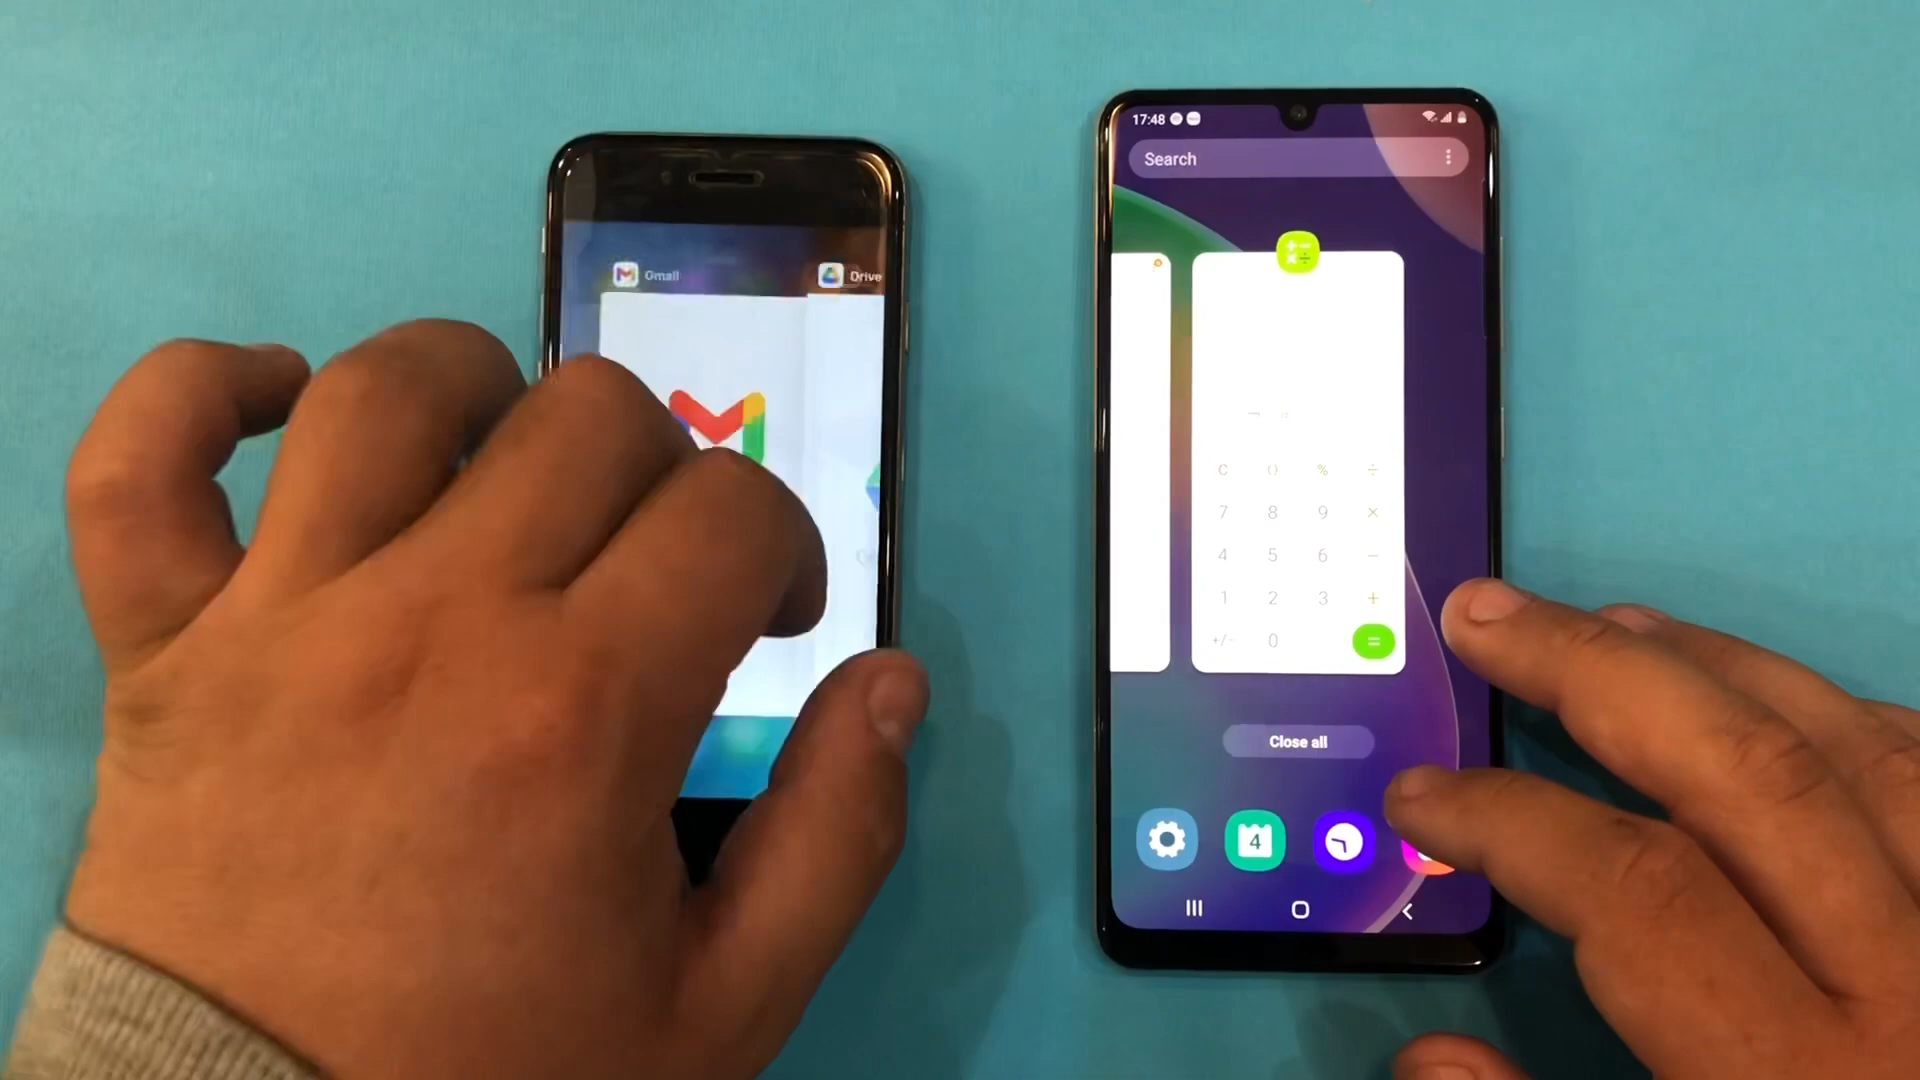 Gmail
Drive
17:48
Search
C () % ÷
7 8 9 ×
4 5 6 −
1 2 3 +
+/- 0 =
Close all
4